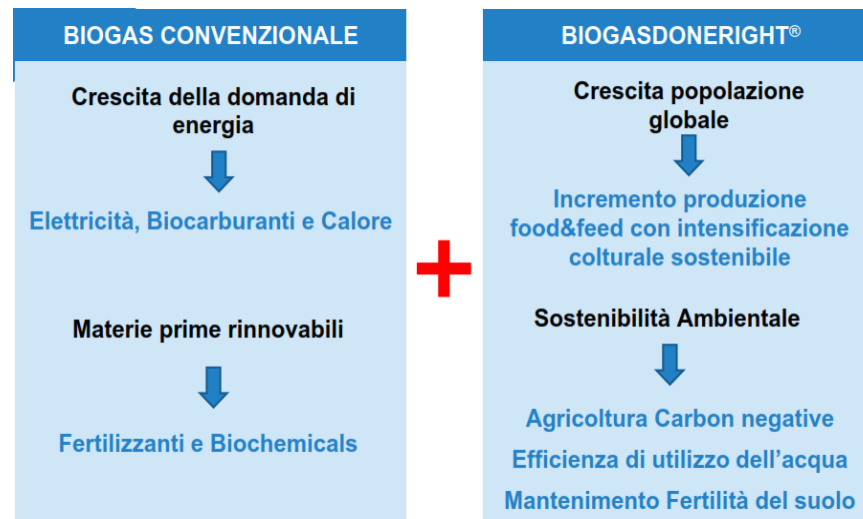 BIOGAS CONVENZIONALE
Crescita della domanda di
energia
Elettricità, Biocarburanti e Calore
Materie prime rinnovabili
Fertilizzanti e Biochemicals
+
BIOGASDONERIGHT®
Crescita popolazione
globale
Incremento produzione
food&feed con intensificazione
colturale sostenibile
Sostenibilità Ambientale
Agricoltura Carbon negative
Efficienza di utilizzo dell'acqua
Mantenimento Fertilità del suolo